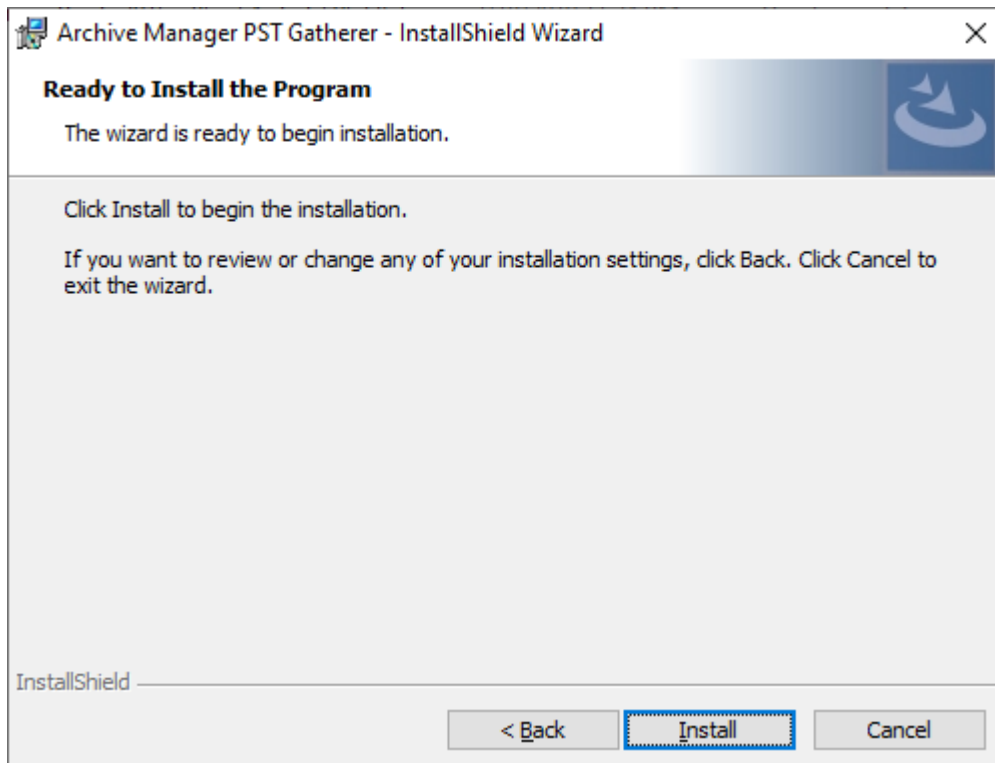 Archive Manager PST Gatherer - InstallShield Wizard
Ready to Install the Program
The wizard is ready to begin installation.
Click Install to begin the installation.
If you want to review or change any of your installation settings, click Back. Click Cancel to
exit the wizard.
InstallShield
< Back
Install
Cancel